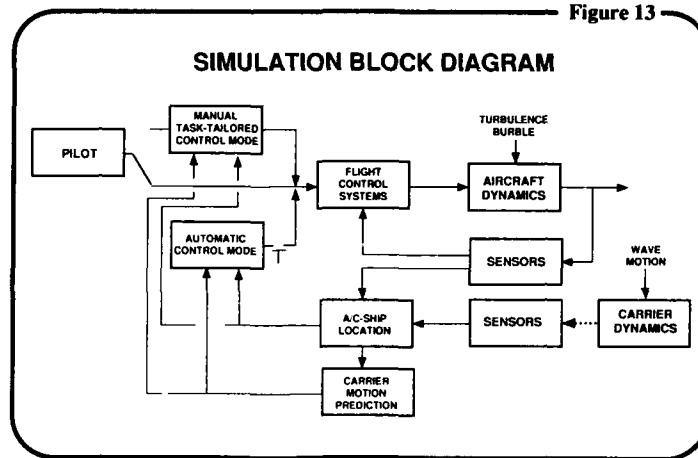 Figure 13
SIMULATION BLOCK DIAGRAM
MANUAL
TASK-TAILORED
CONTROL MODE
PILOT
TURBULENCE
BURBLE
FLIGHT
CONTROL
SYSTEMS
AIRCRAFT
DYNAMICS
AUTOMATIC
CONTROL MODE
SENSORS
WAVE
MOTION
A/C-SHIP
LOCATION
SENSORS
CARRIER
DYNAMICS
CARRIER
MOTION
PREDICTION